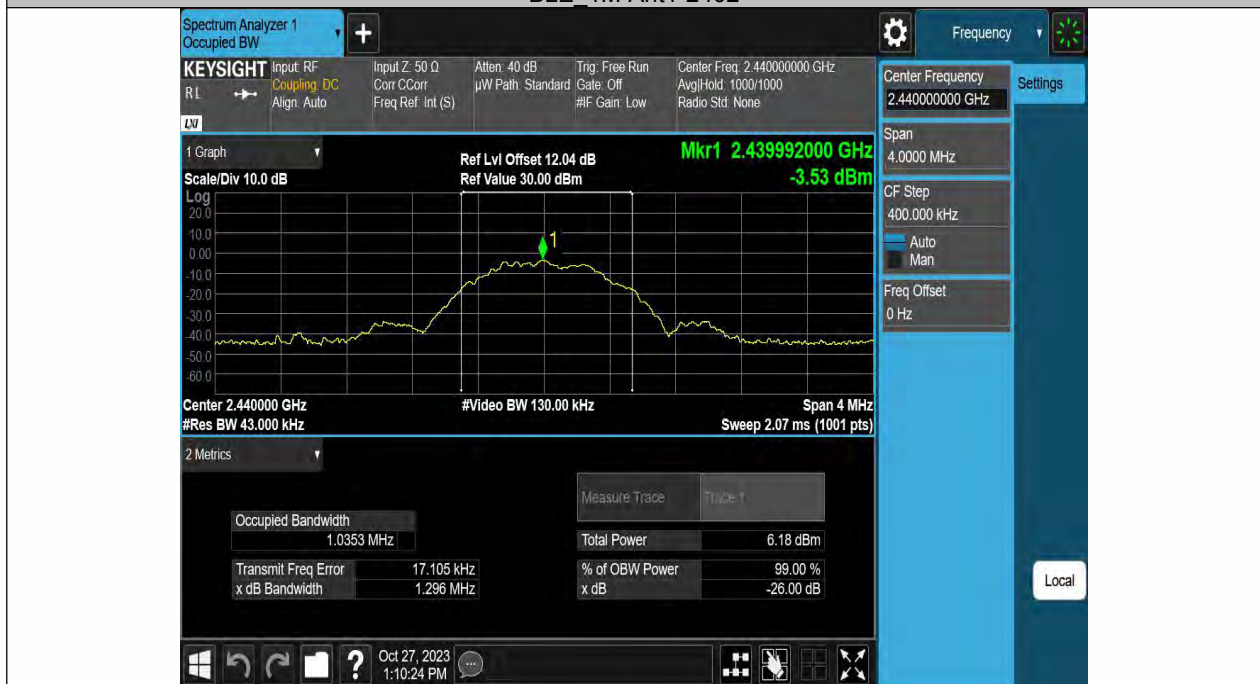 Spectrum Analyzer 1
Occupied BW
+
Frequency
KEYSIGHT
R L
LXI
Input: RF
Coupling: DC
Align: Auto
Input Z: 50 Ω
Corr CCorr
Freq Ref: Int (S)
Atten: 40 dB
µW Path: Standard
Trig: Free Run
Gate: Off
#IF Gain: Low
Center Freq: 2.440000000 GHz
Avg|Hold: 1000/1000
Radio Std: None
Center Frequency
2.440000000 GHz
Settings
Span
4.0000 MHz
CF Step
400.000 kHz
Auto
Man
Freq Offset
0 Hz
Local
1 Graph
Scale/Div 10.0 dB
Ref Lvl Offset 12.04 dB
Ref Value 30.00 dBm
Mkr1 2.439992000 GHz
-3.53 dBm
Log
20.0
10.0
0.00
-10.0
-20.0
-30.0
-40.0
-50.0
-60.0
1
Center 2.440000 GHz
#Res BW 43.000 kHz
#Video BW 130.00 kHz
Span 4 MHz
Sweep 2.07 ms (1001 pts)
2 Metrics
Measure Trace
Trace 1
Occupied Bandwidth
1.0353 MHz
Total Power 6.18 dBm
Transmit Freq Error 17.105 kHz
% of OBW Power 99.00 %
x dB Bandwidth 1.296 MHz
x dB -26.00 dB
?
Oct 27, 2023
1:10:24 PM